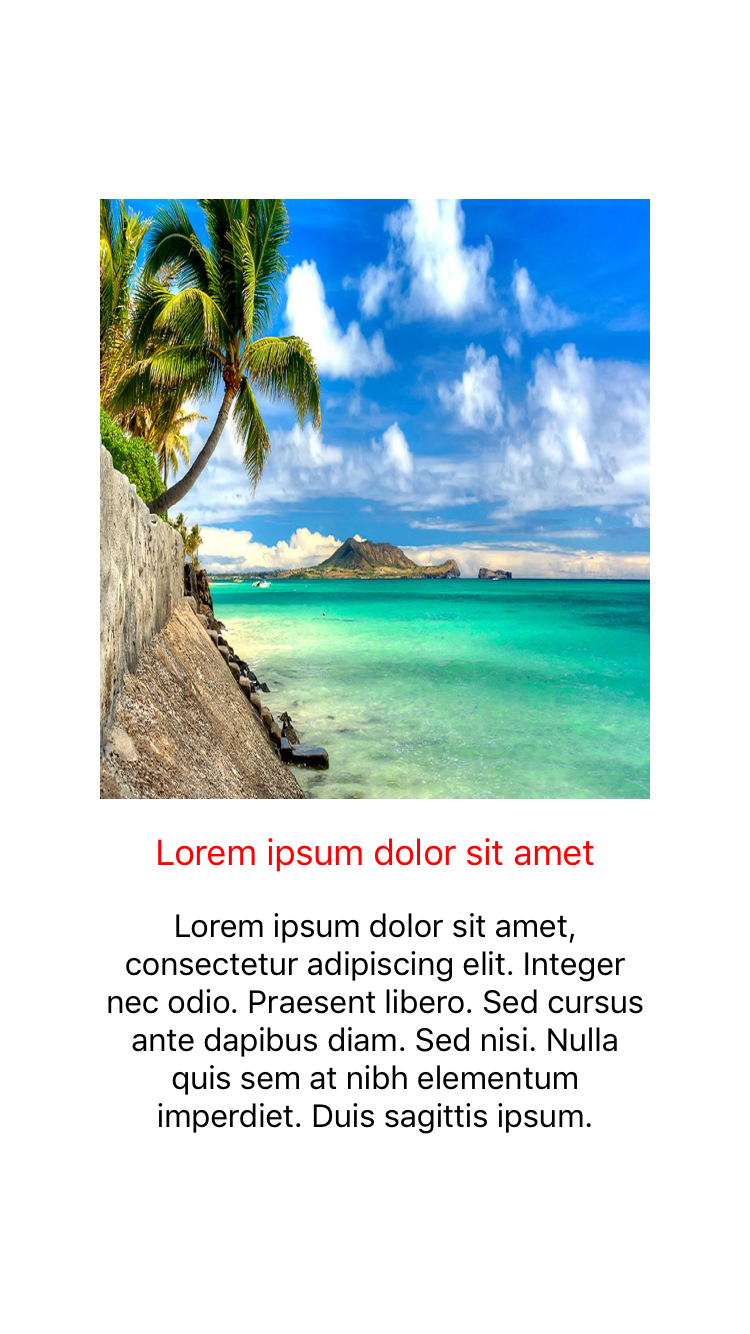 Lorem ipsum dolor sit amet
Lorem ipsum dolor sit amet,
consectetur adipiscing elit. Integer
nec odio. Praesent libero. Sed cursus
ante dapibus diam. Sed nisi. Nulla
quis sem at nibh elementum
imperdiet. Duis sagittis ipsum.